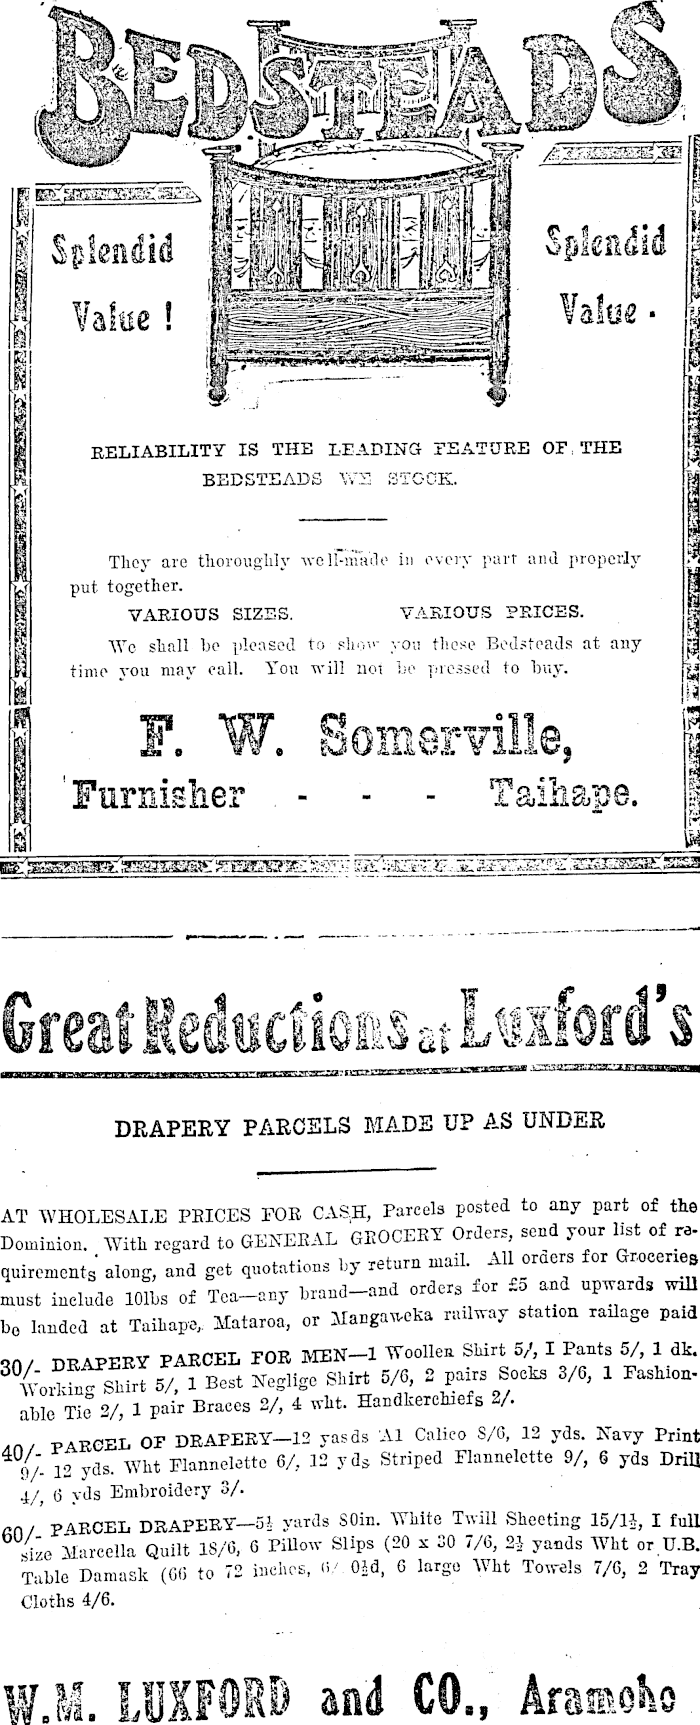 BEDSTEADS
Splendid
Value !
Splendid
Value .
RELIABILITY IS THE LEADING FEATURE OF THE
BEDSTEADS WE STOCK.
They are thoroughly well-made in every part and properly
put together.
VARIOUS SIZES. VARIOUS PRICES.
We shall be pleased to show you these Bedsteads at any
time you may call. You will not be pressed to buy.
F. W. Somerville,
Furnisher - - - Taihape.
Great Reductions at Luxford's
DRAPERY PARCELS MADE UP AS UNDER
AT WHOLESALE PRICES FOR CASH, Parcels posted to any part of the
Dominion. With regard to GENERAL GROCERY Orders, send your list of re-
quirements along, and get quotations by return mail. All orders for Groceries
must include 10lbs of Tea—any brand—and orders for £5 and upwards will
be landed at Taihape, Mataroa, or Mangaweka railway station railage paid
30/- DRAPERY PARCEL FOR MEN—1 Woollen Shirt 5/, I Pants 5/, 1 dk.
Working Shirt 5/, 1 Best Neglige Shirt 5/6, 2 pairs Socks 3/6, 1 Fashion-
able Tie 2/, 1 pair Braces 2/, 4 wht. Handkerchiefs 2/.
40/- PARCEL OF DRAPERY—12 yasds A1 Calico 8/6, 12 yds. Navy Print
9/- 12 yds. Wht Flannelette 6/, 12 yds Striped Flannelette 9/, 6 yds Drill
4/, 6 yds Embroidery 3/.
60/- PARCEL DRAPERY—5½ yards 80in. White Twill Sheeting 15/1½, I full
size Marcella Quilt 18/6, 6 Pillow Slips (20 x 30 7/6, 2½ yands Wht or U.B.
Table Damask (66 to 72 inches, 6/ 0½d, 6 large Wht Towels 7/6, 2 Tray
Cloths 4/6.
W.M. LUXFORD and CO., Aramoho